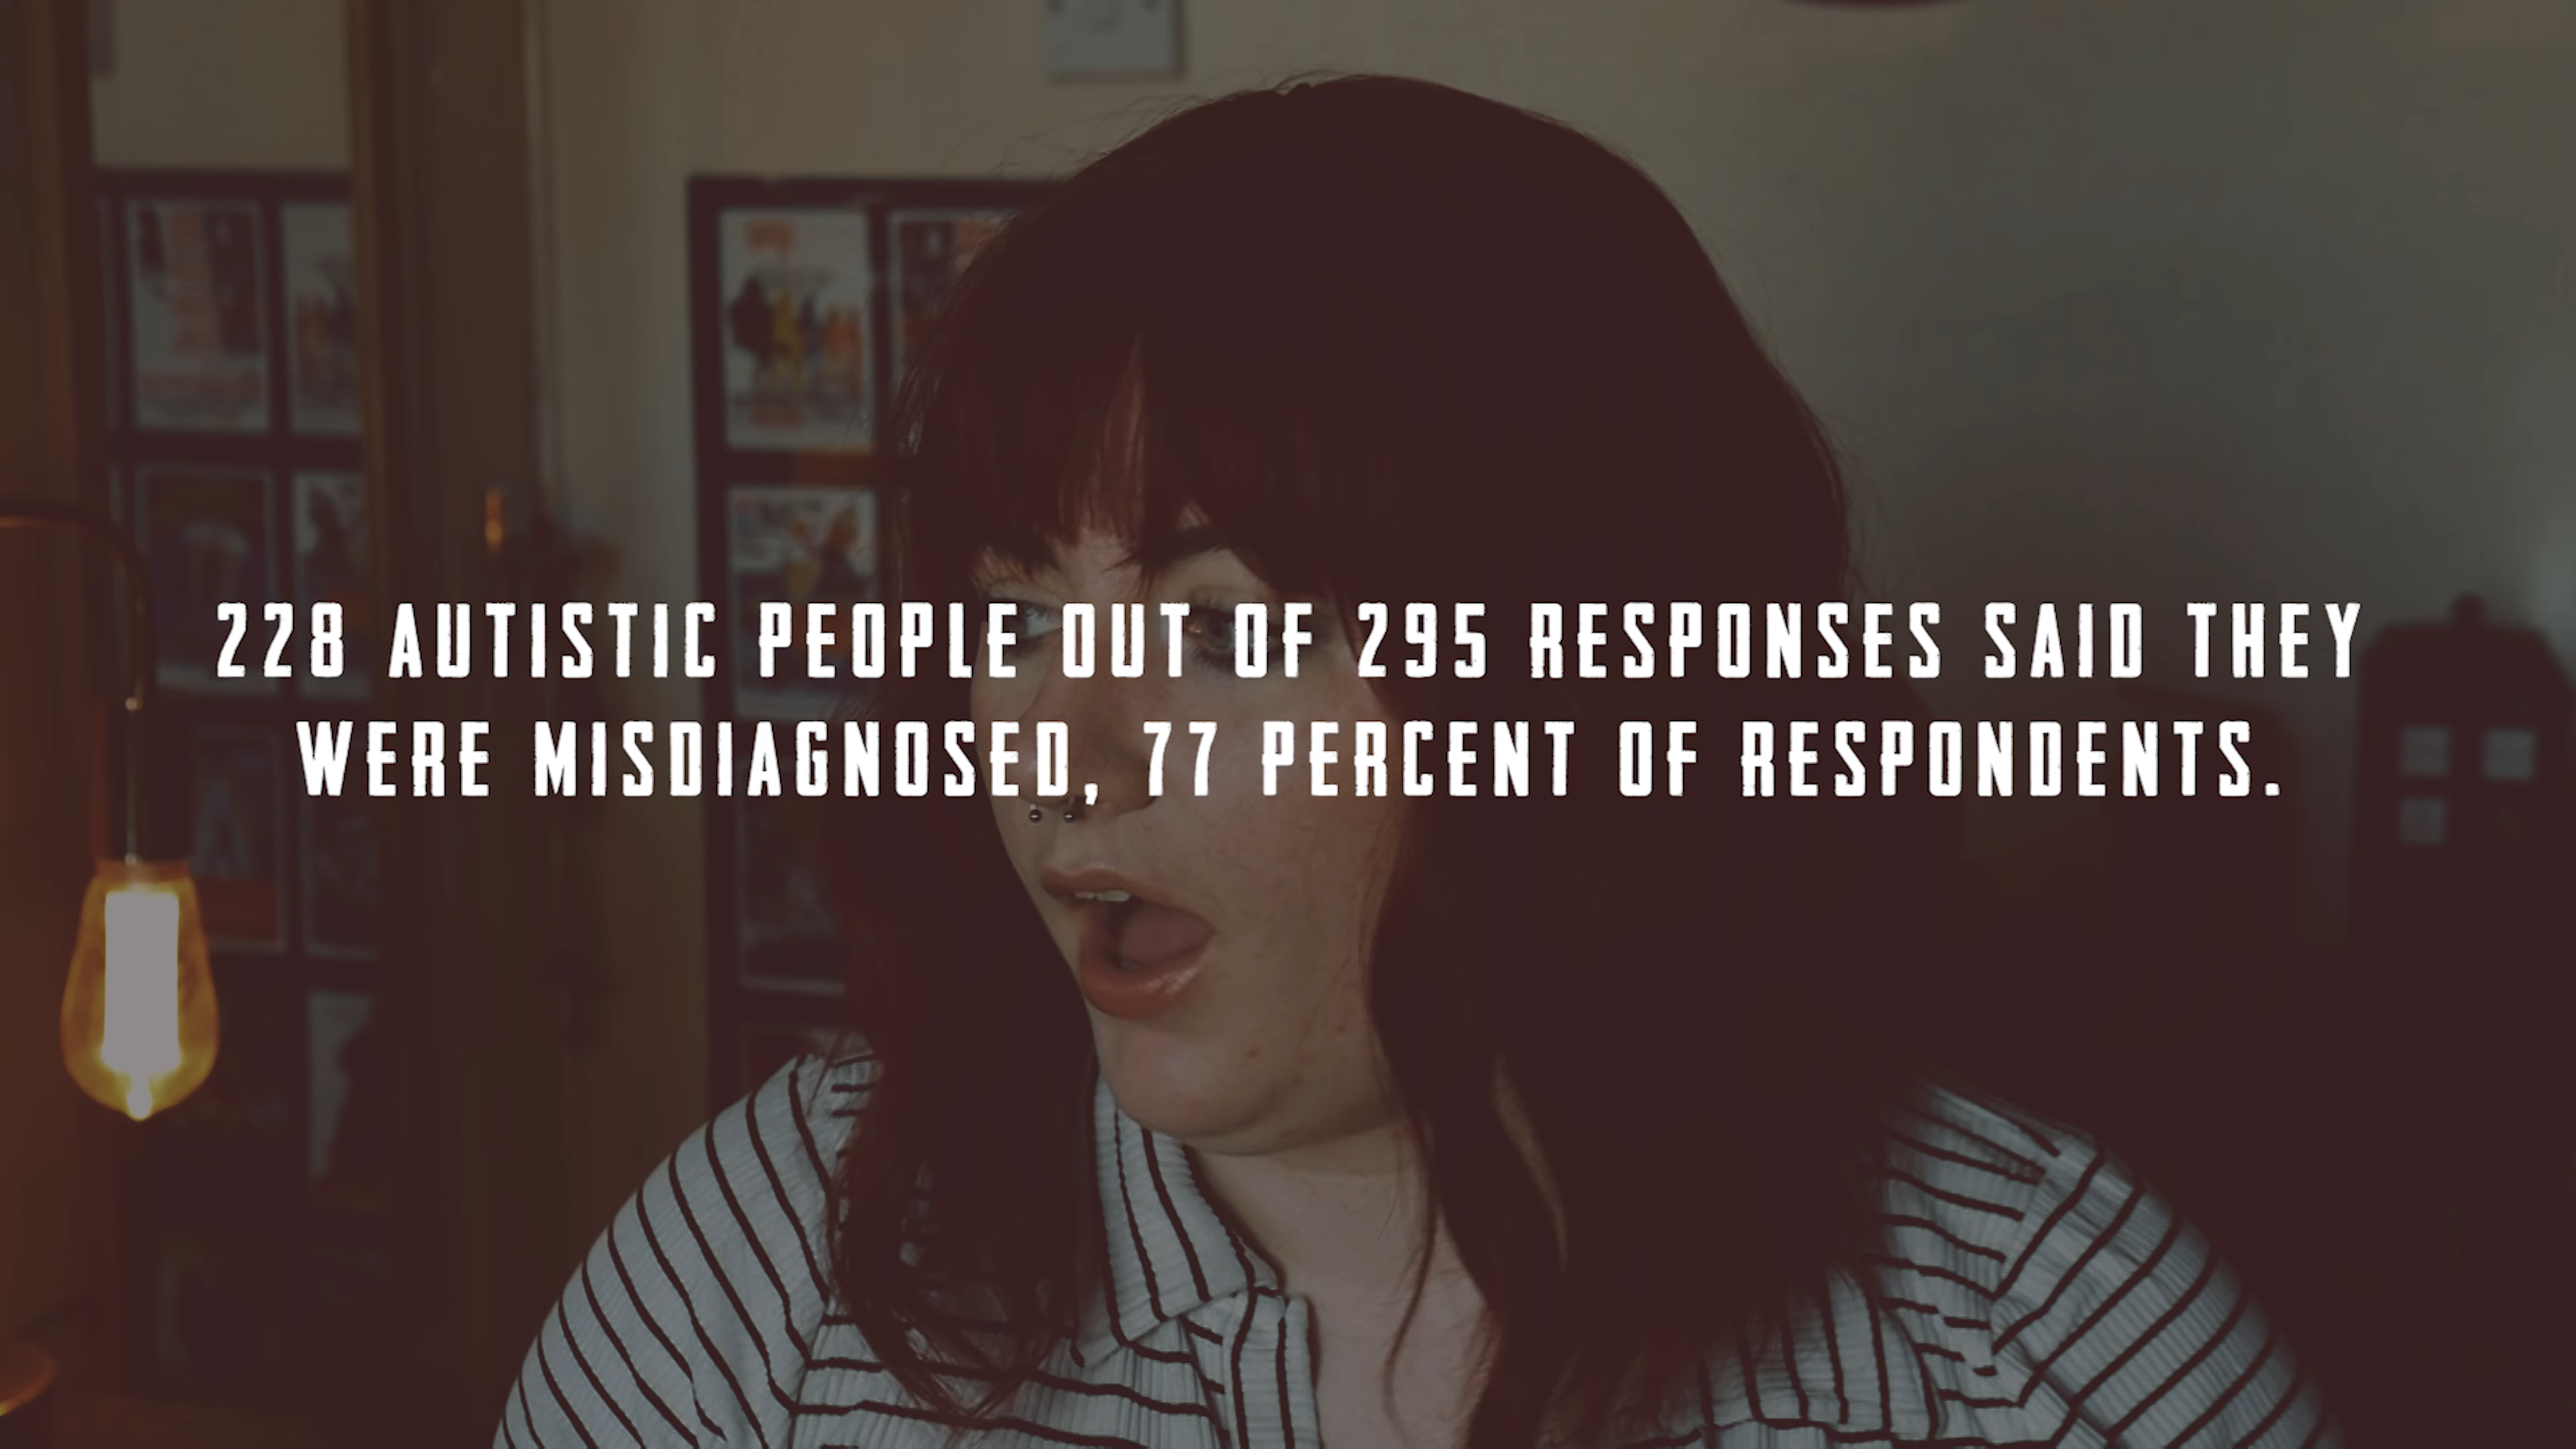 228 AUTISTIC PEOPLE OUT OF 295 RESPONSES SAID THEY
WERE MISDIAGNOSED, 77 PERCENT OF RESPONDENTS.